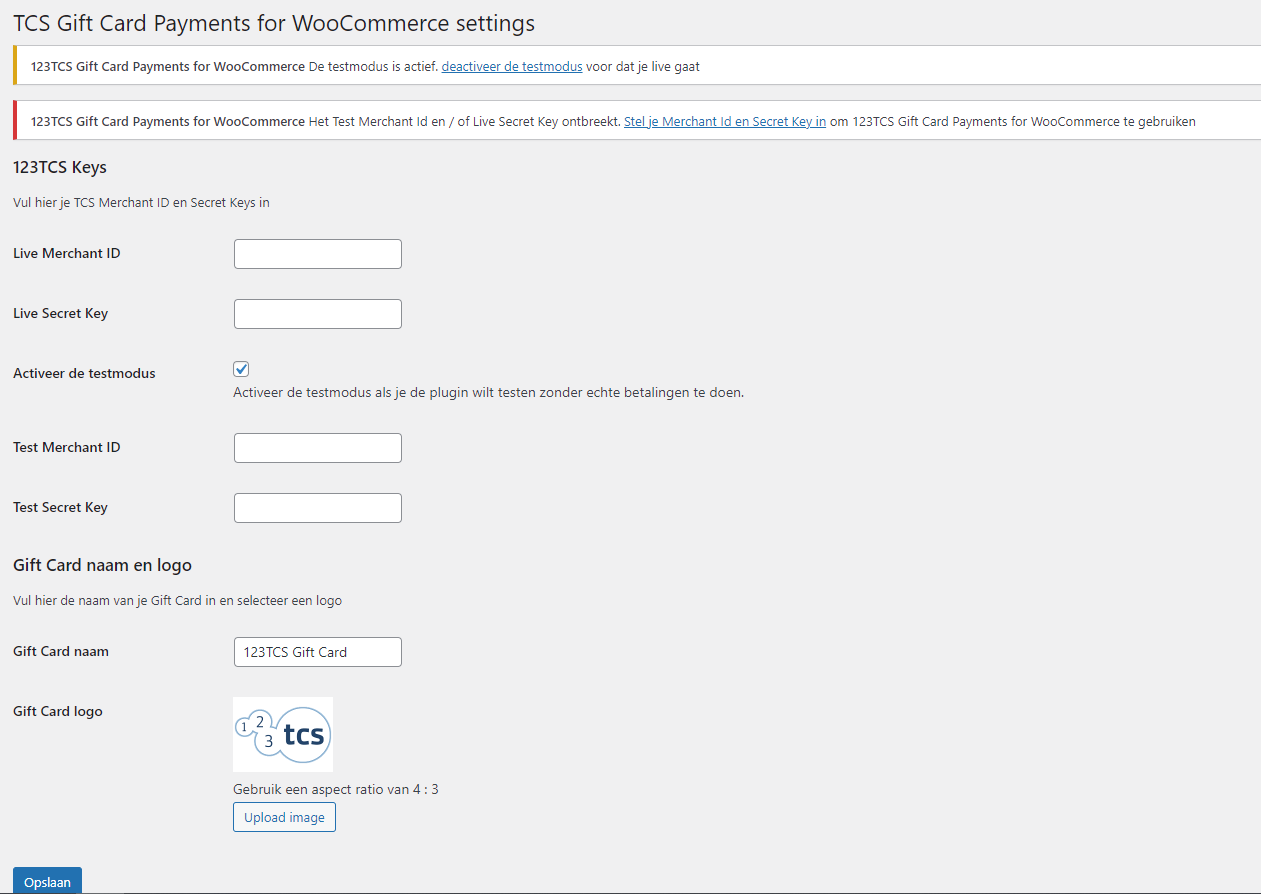 TCS Gift Card Payments for WooCommerce settings
123TCS Gift Card Payments for WooCommerce De testmodus is actief. deactiveer de testmodus voor dat je live gaat
123TCS Gift Card Payments for WooCommerce Het Test Merchant Id en / of Live Secret Key ontbreekt. Stel je Merchant Id en Secret Key in om 123TCS Gift Card Payments for WooCommerce te gebruiken
123TCS Keys
Vul hier je TCS Merchant ID en Secret Keys in
Live Merchant ID
Live Secret Key
Activeer de testmodus
Activeer de testmodus als je de plugin wilt testen zonder echte betalingen te doen.
Test Merchant ID
Test Secret Key
Gift Card naam en logo
Vul hier de naam van je Gift Card in en selecteer een logo
Gift Card naam
123TCS Gift Card
Gift Card logo
1 2 3 tcs
Gebruik een aspect ratio van 4 : 3
Upload image
Opslaan